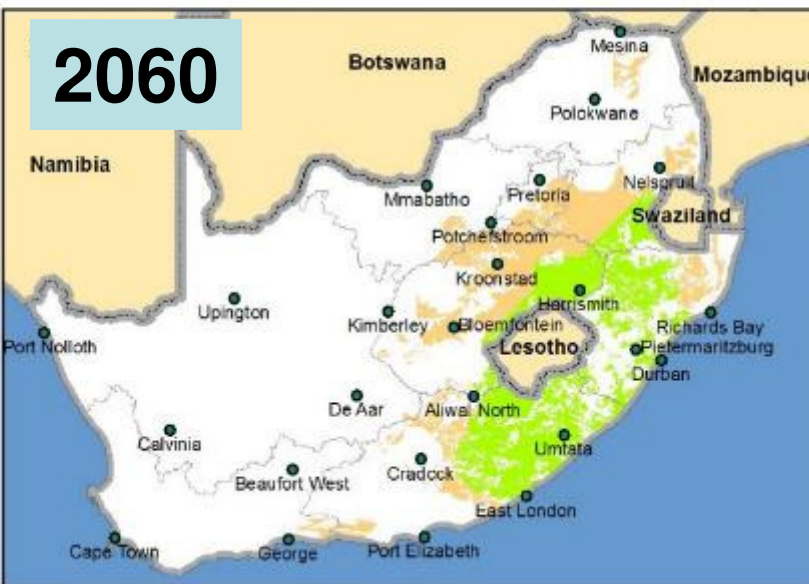 2060
Mesina
Botswana
Mozambique
Polokwane
Namibia
Nelspruit
Mmabatho
Pretoria
Swaziland
Potchefstroom
Kroonstad
Upington
Harrismith
Kimberley
Bloemfontein
Richards Bay
Port Nolloth
Lesotho
Pietermaritzburg
Durban
De Aar
Aliwal North
Calvinia
Umtata
Cradock
Beaufort West
East London
Cape Town
George
Port Elizabeth